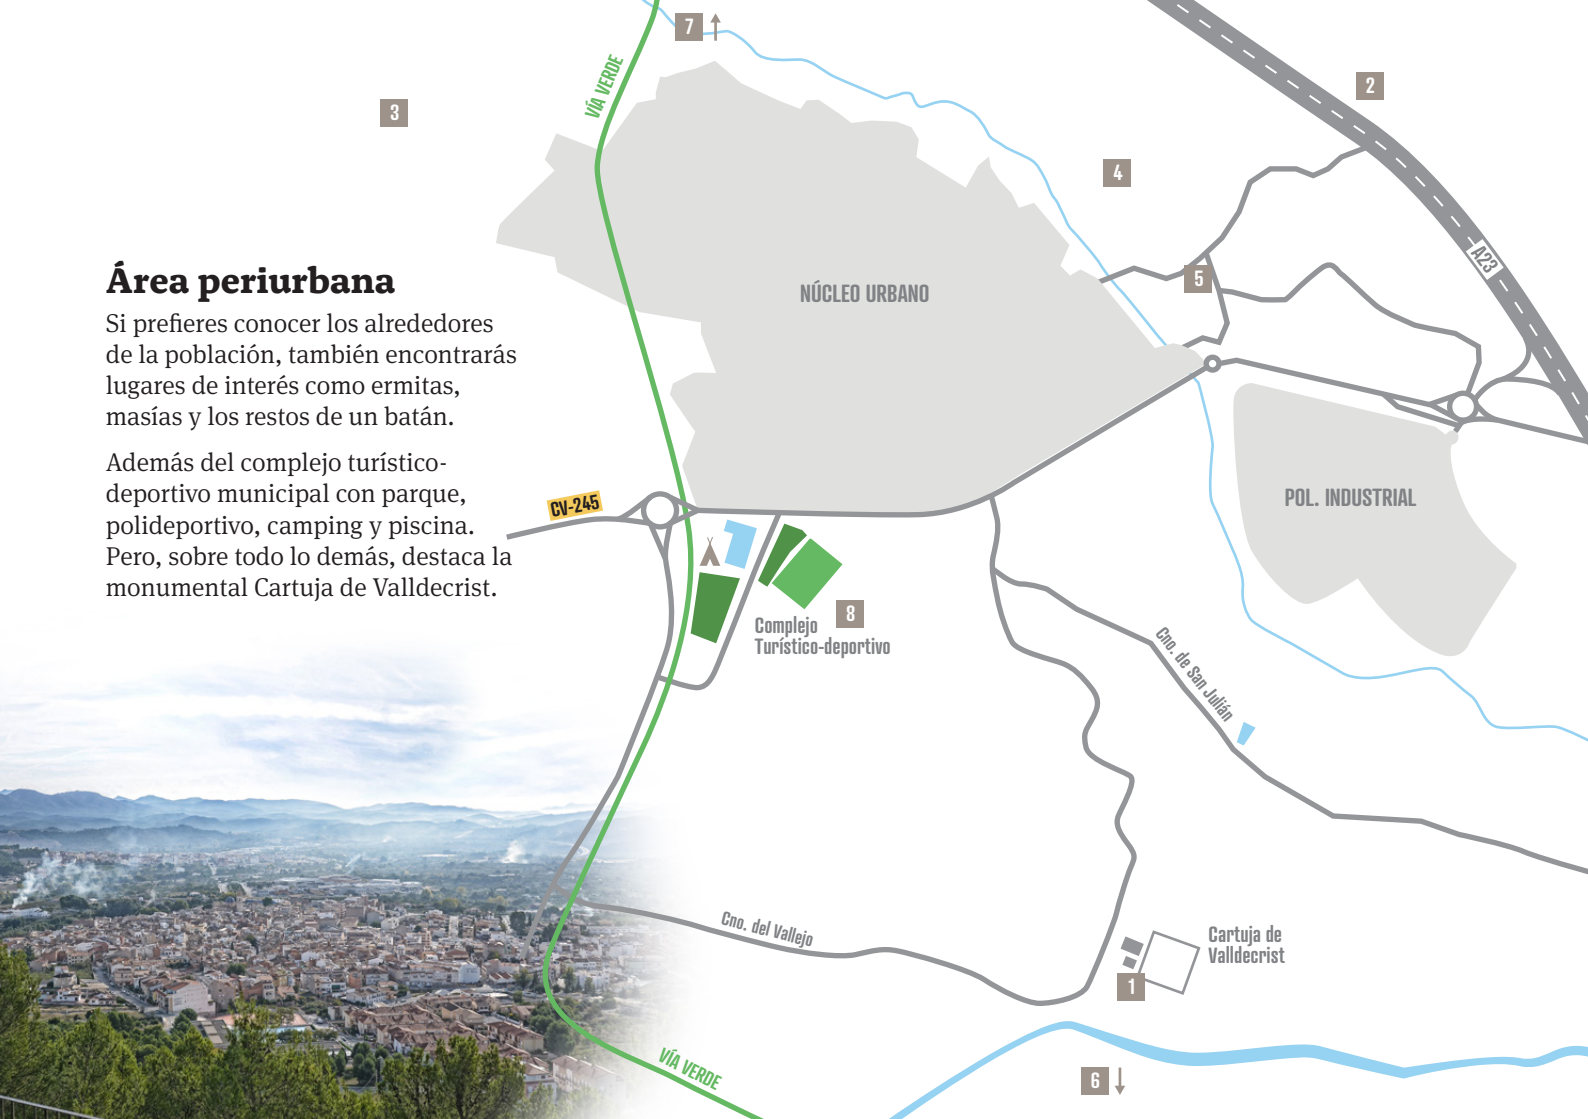 7
VÍA VERDE
2
3
4
A23
5
NÚCLEO URBANO
Área periurbana
Si prefieres conocer los alrededores
de la población, también encontrarás
lugares de interés como ermitas,
masías y los restos de un batán.
Además del complejo turístico-
deportivo municipal con parque,
polideportivo, camping y piscina.
Pero, sobre todo lo demás, destaca la
monumental Cartuja de Valldecrist.
CV-245
POL. INDUSTRIAL
8
Complejo
Turístico-deportivo
Cno. de San Julián
Cno. del Vallejo
Cartuja de
Valldecrist
1
VÍA VERDE
6